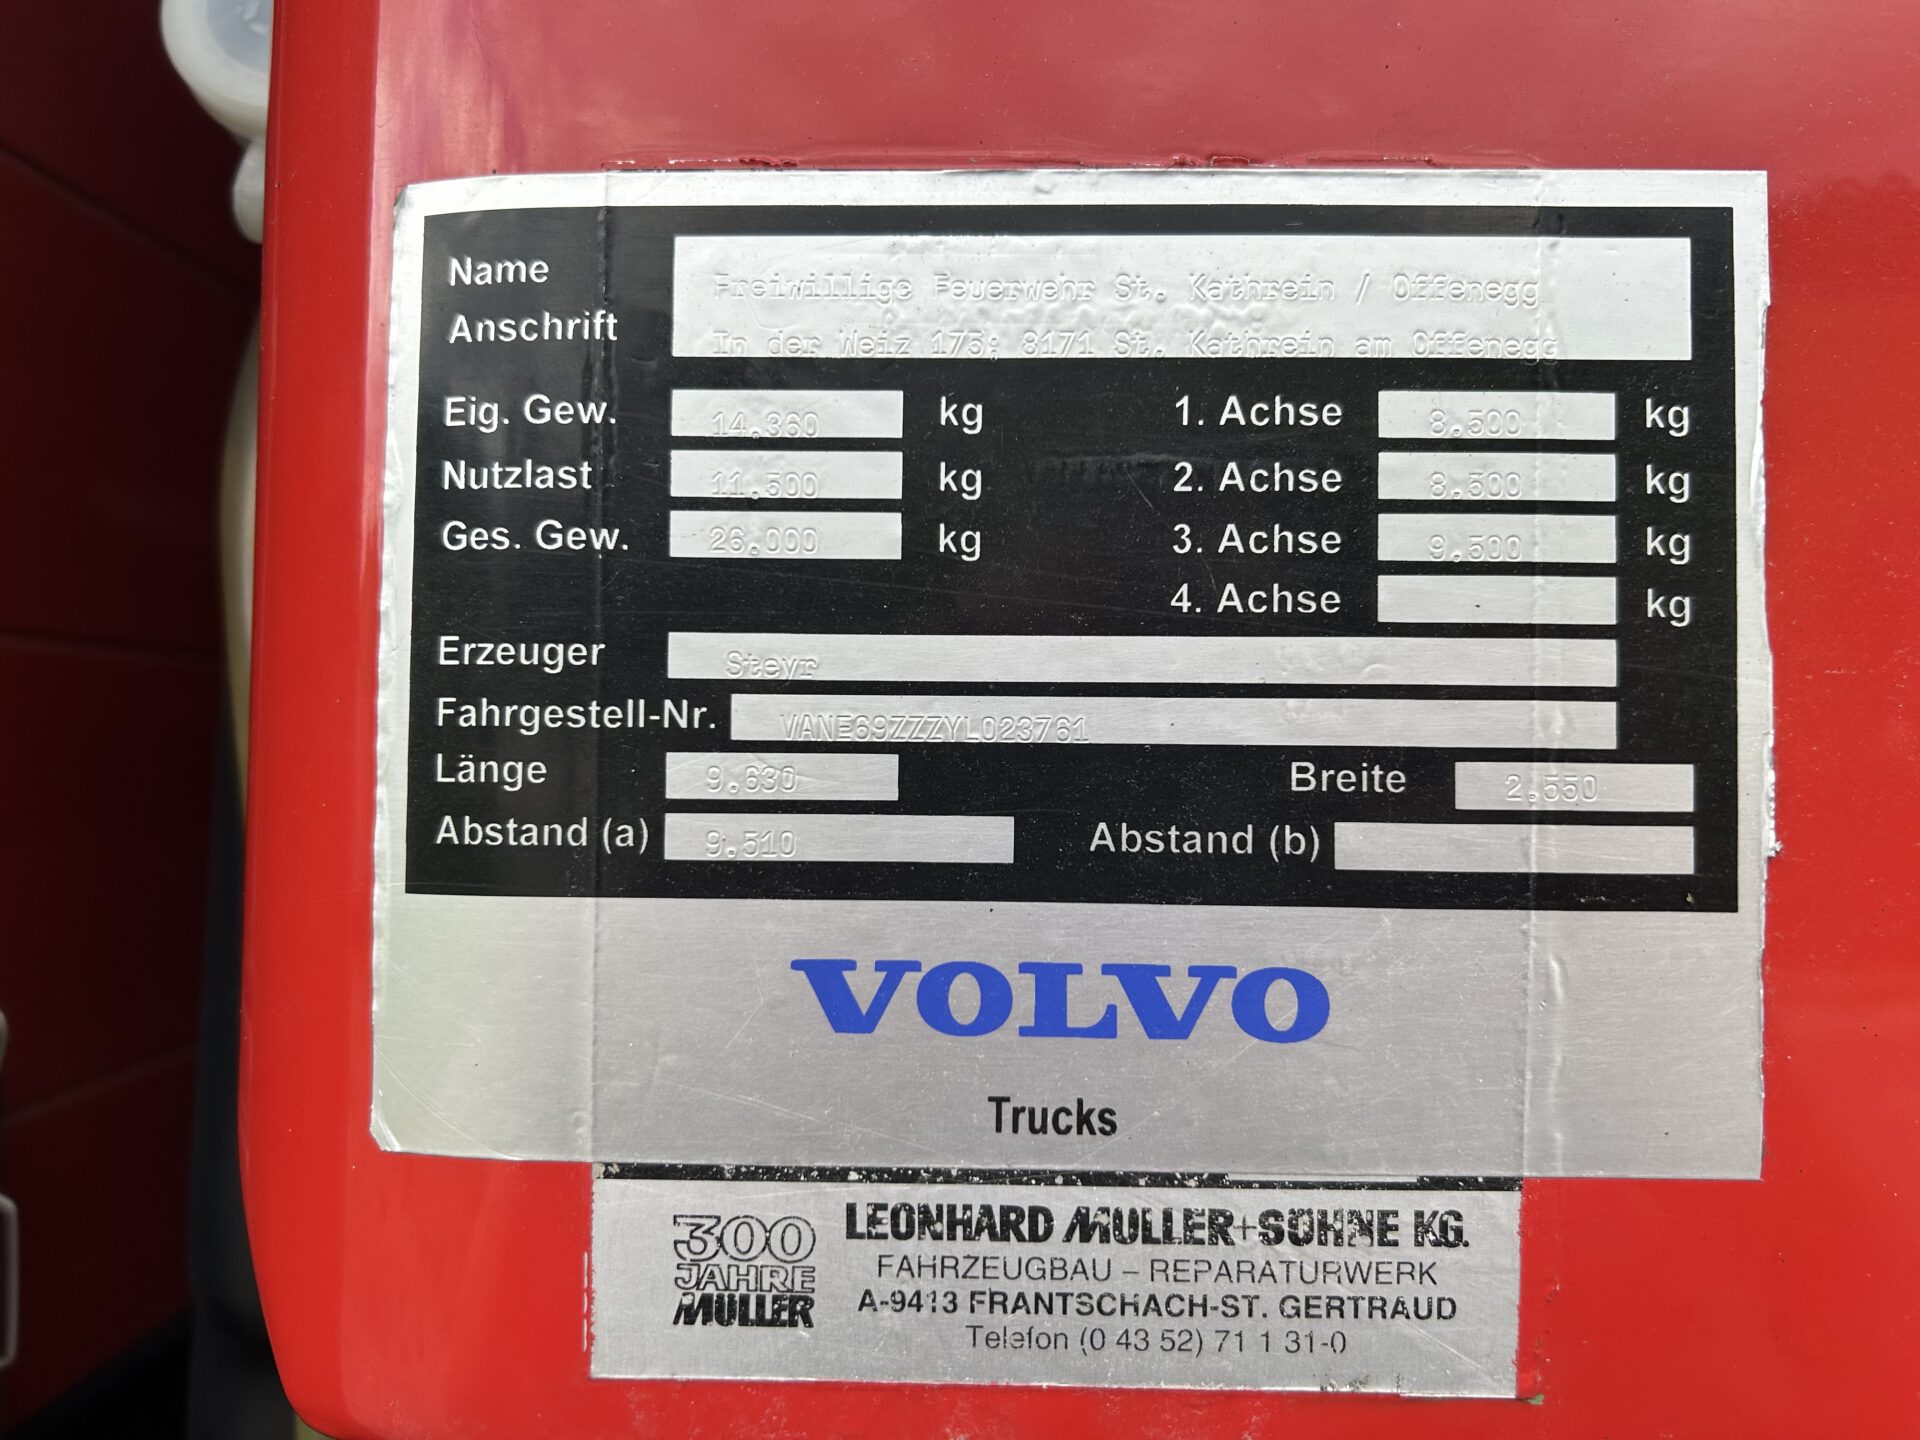 Name Freiwillige Feuerwehr St. Kathrein / Offenegg
Anschrift In der Weiz 175; 8171 St. Kathrein am Offenegg
Eig. Gew. 14.360 kg 1. Achse 8.500 kg
Nutzlast 11.500 kg 2. Achse 8.500 kg
Ges. Gew. 26.000 kg 3. Achse 9.500 kg
4. Achse kg
Erzeuger Steyr
Fahrgestell-Nr. VANE69ZZZYL023761
Länge 9.630 Breite 2.550
Abstand (a) 9.510 Abstand (b)
VOLVO
Trucks
300 JAHRE MÜLLER
LEONHARD MÜLLER+SÖHNE KG.
FAHRZEUGBAU – REPARATURWERK
A-9413 FRANTSCHACH-ST. GERTRAUD
Telefon (0 43 52) 71 1 31-0